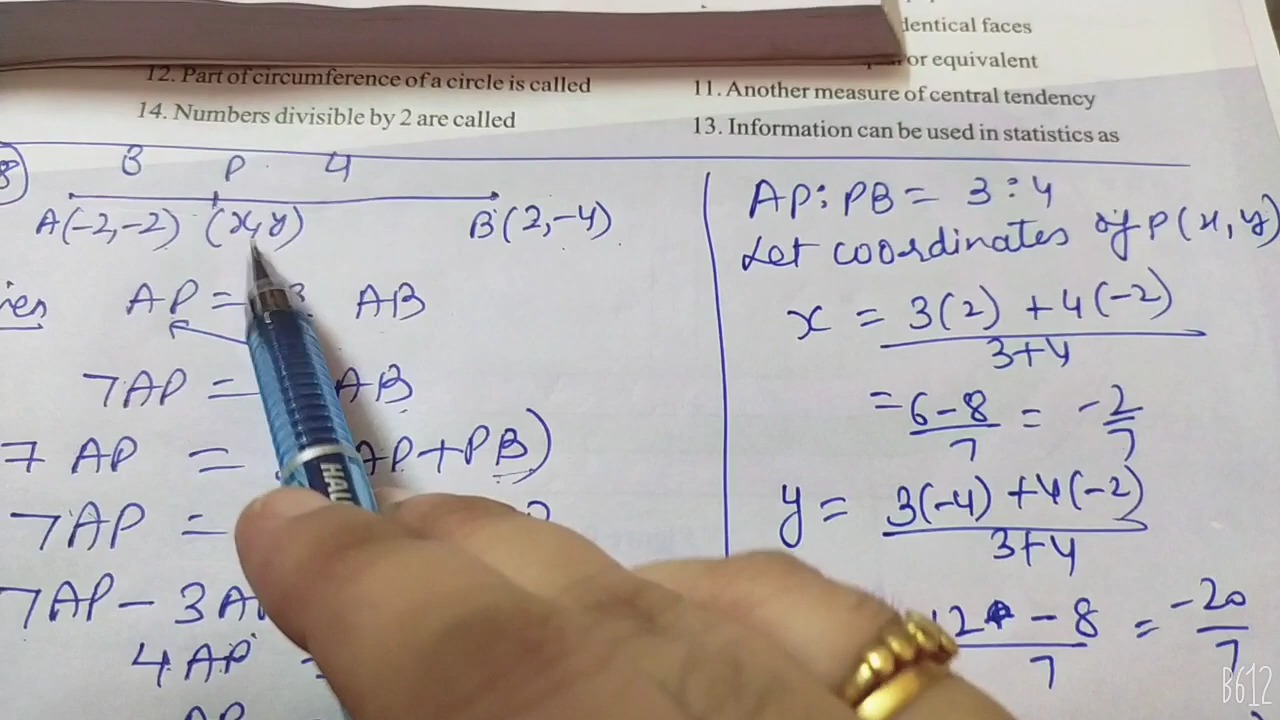 dentical faces
or equivalent
12. Part of circumference of a circle is called
11. Another measure of central tendency
14. Numbers divisible by 2 are called
13. Information can be used in statistics as
8
3 P 4
A(-2,-2) (x,y) B(2,-4)
AP = AB
7AP = AB
7 AP = AP+PB)
7AP =
7AP - 3A
4AP
AP
AP:PB = 3:4
Let coordinates of P(x,y)
x = 3(2) + 4(-2)
3+4
= 6-8 = -2
7 7
y = 3(-4) + 4(-2)
3+4
12 - 8 = -20
7 7
HAU
B612